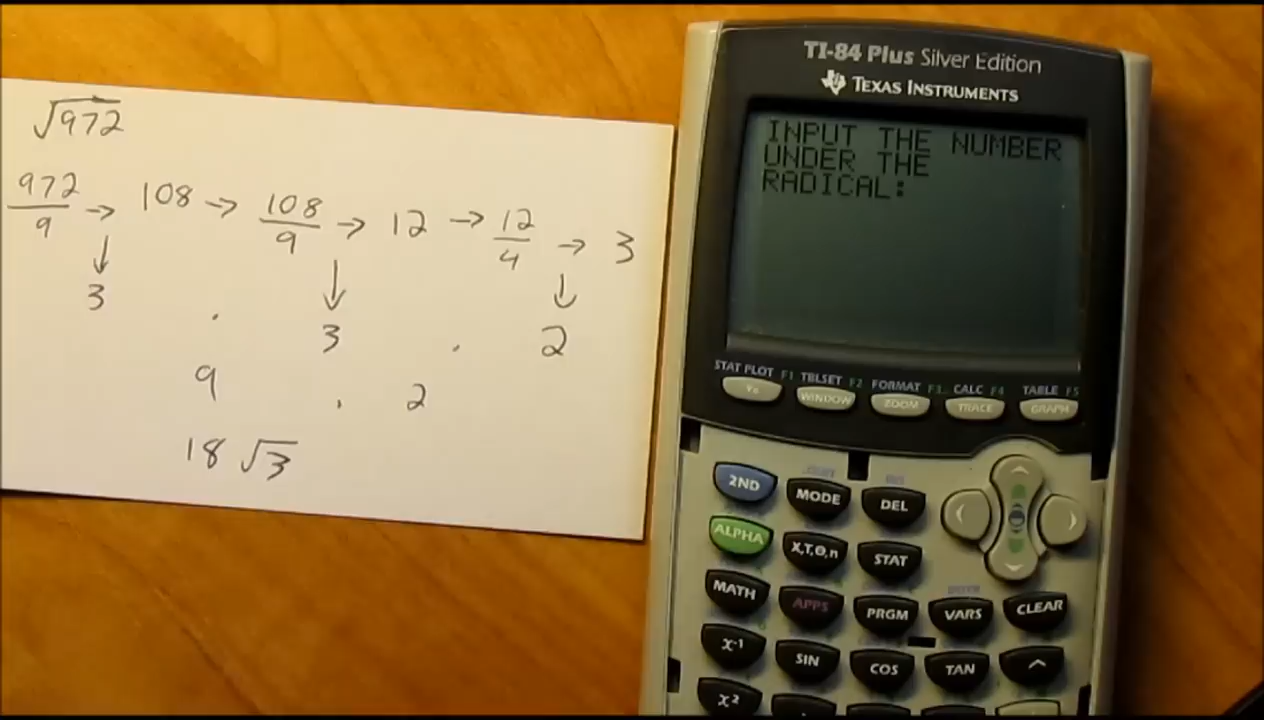 √972
972/9 → 108 → 108/9 → 12 → 12/4 → 3
↓ ↓ ↓
3 · 3 · 2
9 · 2
18 √3
TI-84 Plus Silver Edition
TEXAS INSTRUMENTS
INPUT THE NUMBER
UNDER THE
RADICAL:
STAT PLOT F1 TBLSET F2 FORMAT F3 CALC F4 TABLE F5
Y= WINDOW ZOOM TRACE GRAPH
2ND MODE DEL
ALPHA X,T,Θ,n STAT
MATH APPS PRGM VARS CLEAR
x⁻¹ SIN COS TAN ^
x²